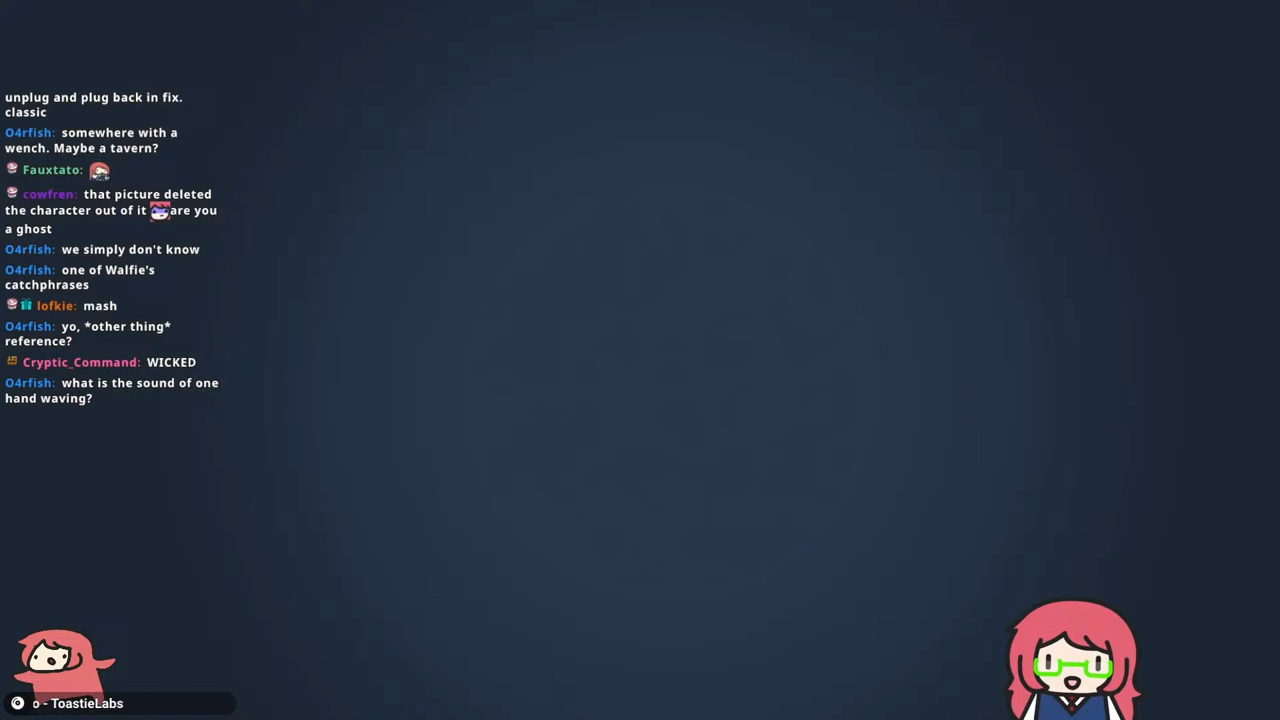 unplug and plug back in fix.
classic
O4rfish: somewhere with a
wench. Maybe a tavern?
Fauxtato:
cowfren: that picture deleted
the character out of it are you
a ghost
O4rfish: we simply don't know
O4rfish: one of Walfie's
catchphrases
lofkie: mash
O4rfish: yo, *other thing*
reference?
Cryptic_Command: WICKED
O4rfish: what is the sound of one
hand waving?
o - ToastieLabs